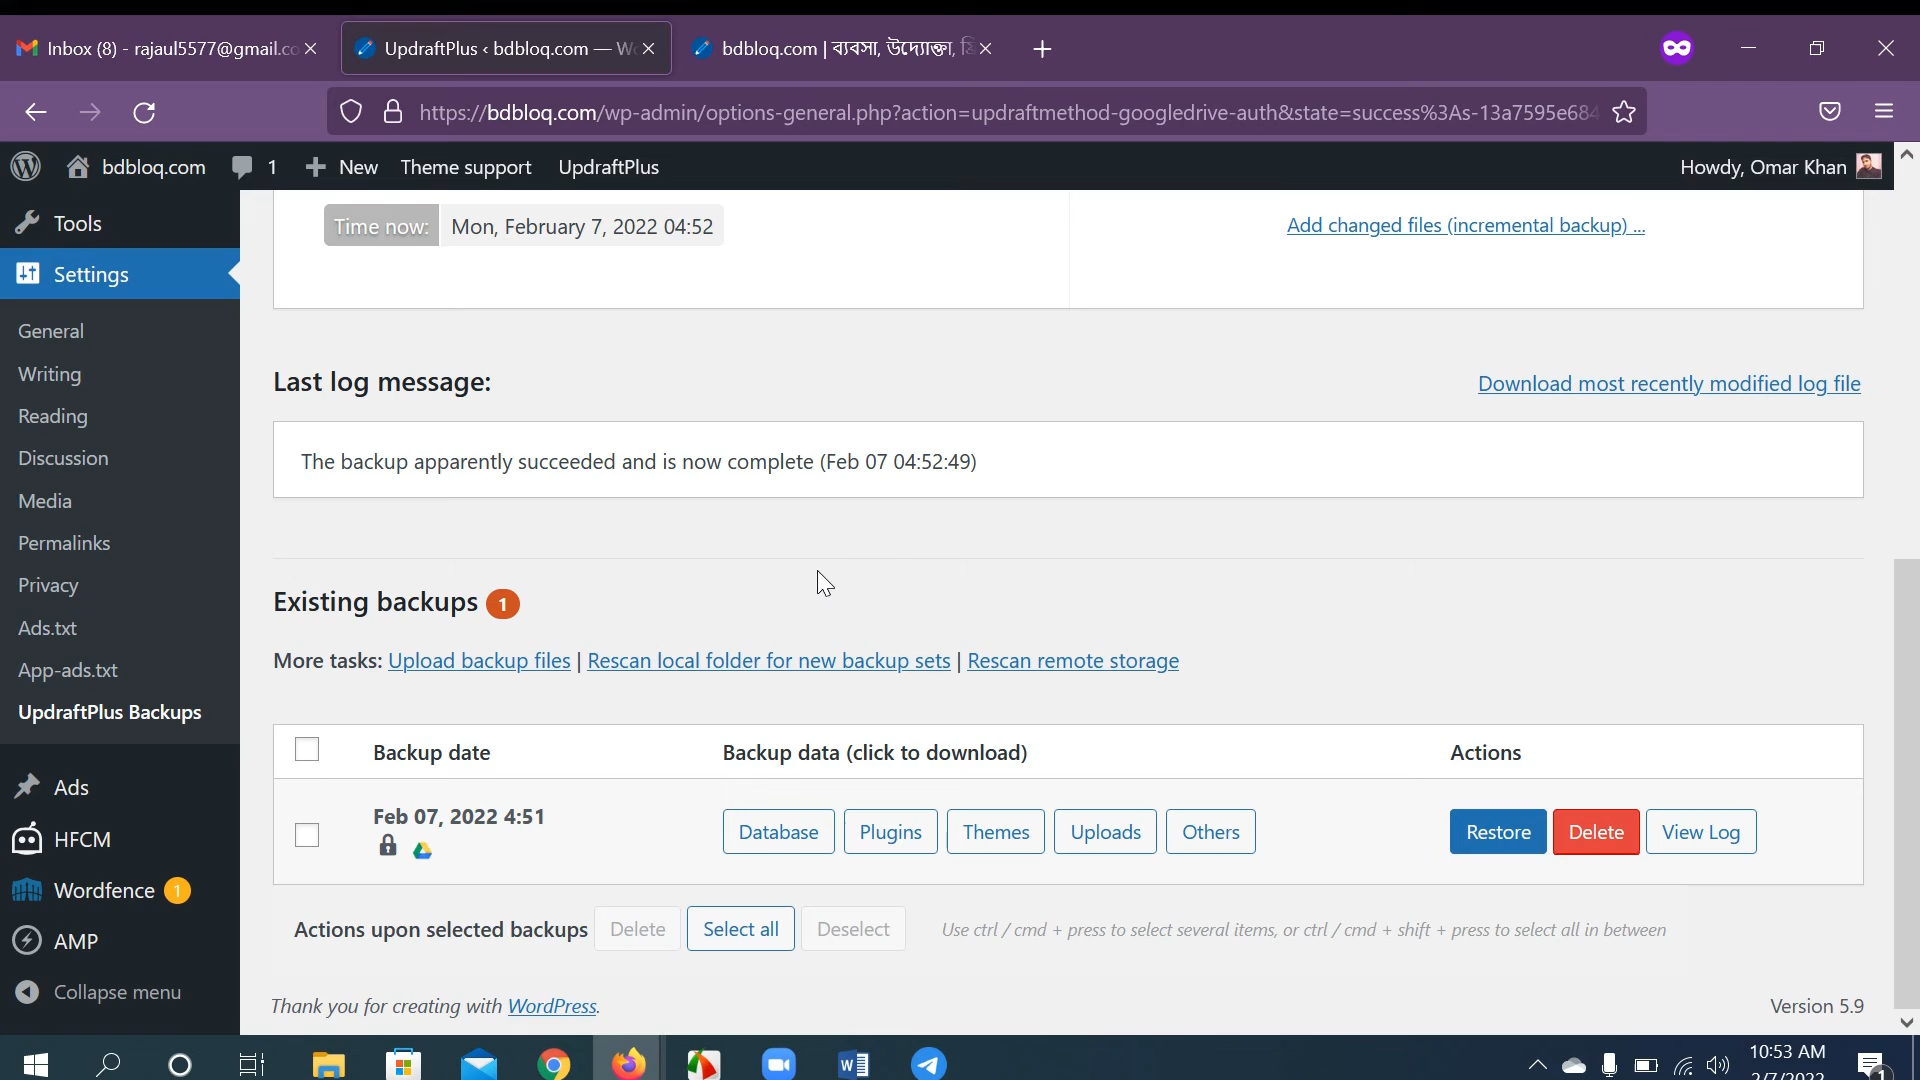 Inbox (8) - rajaul5577@gmail.co
UpdraftPlus ‹ bdbloq.com — W
bdbloq.com | ব্যবসা, উদ্যোক্তা,
https://bdbloq.com/wp-admin/options-general.php?action=updraftmethod-googledrive-auth&state=success%3As-13a7595e684
bdbloq.com
1
New
Theme support
UpdraftPlus
Howdy, Omar Khan
Tools
Settings
General
Writing
Reading
Discussion
Media
Permalinks
Privacy
Ads.txt
App-ads.txt
UpdraftPlus Backups
Ads
HFCM
Wordfence 1
AMP
Collapse menu
Time now: Mon, February 7, 2022 04:52
Add changed files (incremental backup) ...
Last log message:
Download most recently modified log file
The backup apparently succeeded and is now complete (Feb 07 04:52:49)
Existing backups 1
More tasks: Upload backup files | Rescan local folder for new backup sets | Rescan remote storage
Backup date Backup data (click to download) Actions
Feb 07, 2022 4:51 Database Plugins Themes Uploads Others Restore Delete View Log
Actions upon selected backups Delete Select all Deselect Use ctrl / cmd + press to select several items, or ctrl / cmd + shift + press to select all in between
Thank you for creating with WordPress.
Version 5.9
10:53 AM
2/7/2022
1